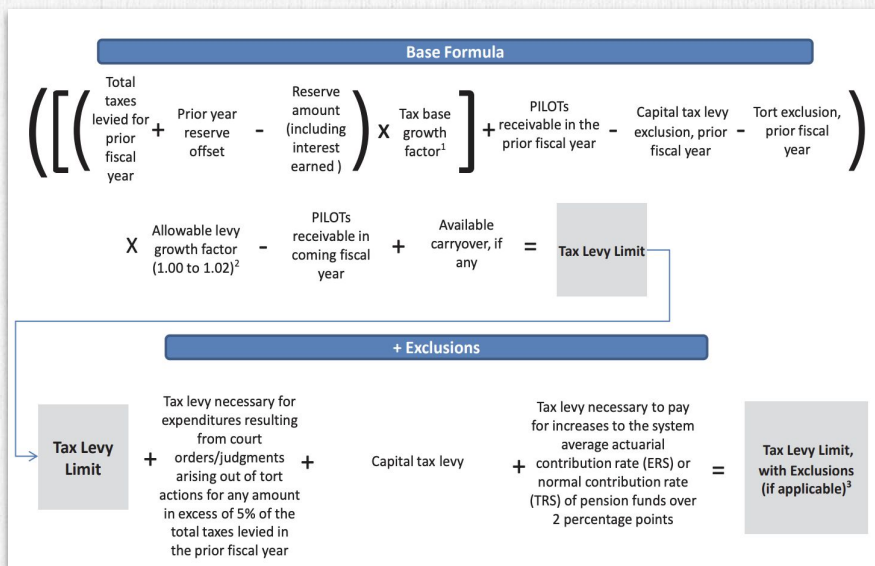 Base Formula
( [ ( Total taxes levied for prior fiscal year + Prior year reserve offset - Reserve amount (including interest earned ) ) X Tax base growth factor1 ] + PILOTs receivable in the prior fiscal year - Capital tax levy exclusion, prior fiscal year - Tort exclusion, prior fiscal year )
X Allowable levy growth factor (1.00 to 1.02)2 - PILOTs receivable in coming fiscal year + Available carryover, if any = Tax Levy Limit
+ Exclusions
Tax Levy Limit + Tax levy necessary for expenditures resulting from court orders/judgments arising out of tort actions for any amount in excess of 5% of the total taxes levied in the prior fiscal year + Capital tax levy + Tax levy necessary to pay for increases to the system average actuarial contribution rate (ERS) or normal contribution rate (TRS) of pension funds over 2 percentage points = Tax Levy Limit, with Exclusions (if applicable)3